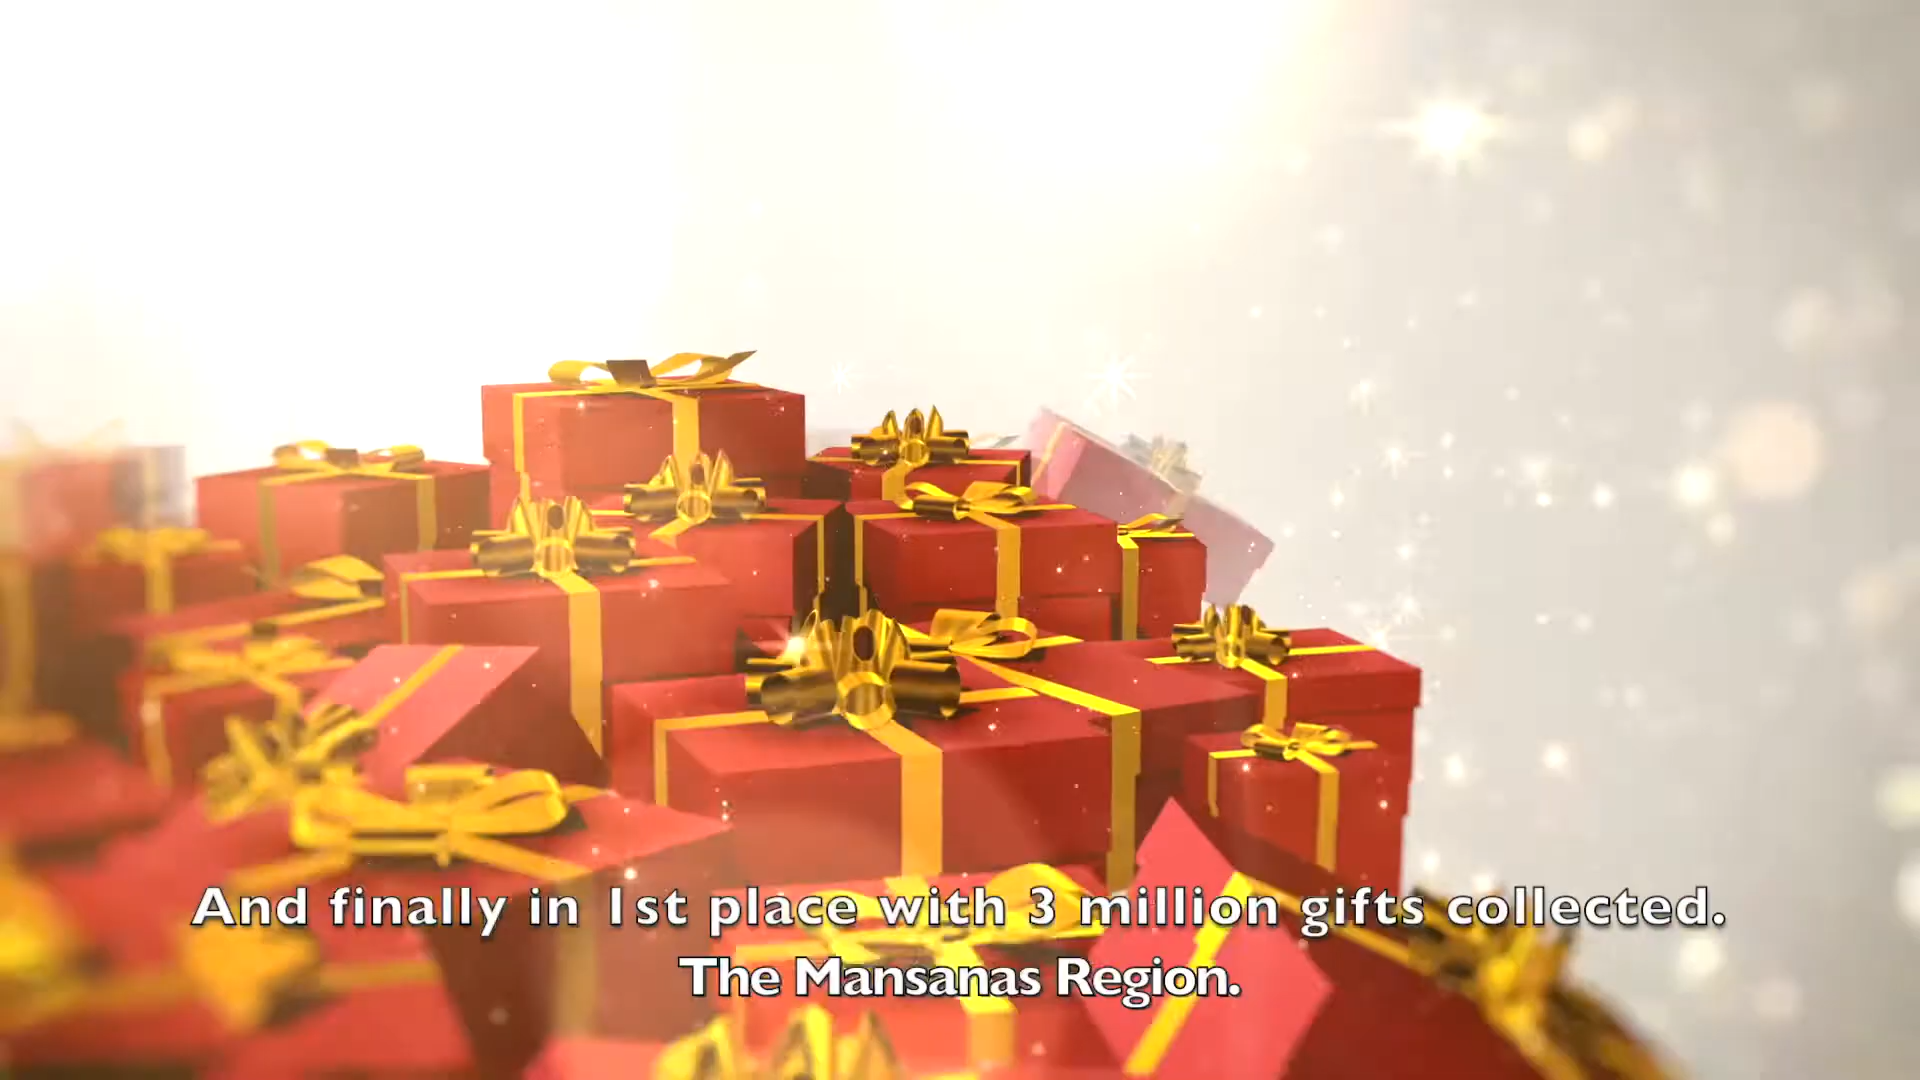 And finally in 1st place with 3 million gifts collected.
The Mansanas Region.